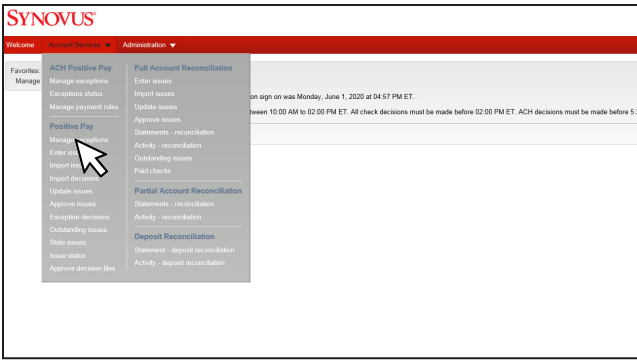 SYNOVUS®
Welcome Account Services Administration
Favorites:
Manage
on sign on was Monday, June 1, 2020 at 04:57 PM ET.
tween 10:00 AM to 02:00 PM ET. All check decisions must be made before 02:00 PM ET. ACH decisions must be made before 5:
ACH Positive Pay
Manage exceptions
Exceptions status
Manage payment rules
Positive Pay
Manage exceptions
Enter iss
Import iss
Import decisions
Update issues
Approve issues
Exception decisions
Outstanding issues
Stale issues
Issue status
Approve decision files
Full Account Reconciliation
Enter issues
Import issues
Update issues
Approve issues
Statements - reconciliation
Activity - reconciliation
Outstanding issues
Paid checks
Partial Account Reconciliation
Statements - reconciliation
Activity - reconciliation
Deposit Reconciliation
Statement - deposit reconciliation
Activity - deposit reconciliation